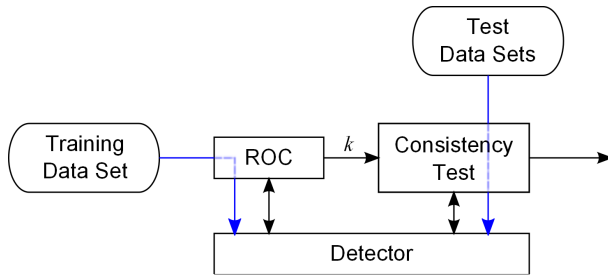 Test
Data Sets
Training
Data Set
ROC
k
Consistency
Test
Detector